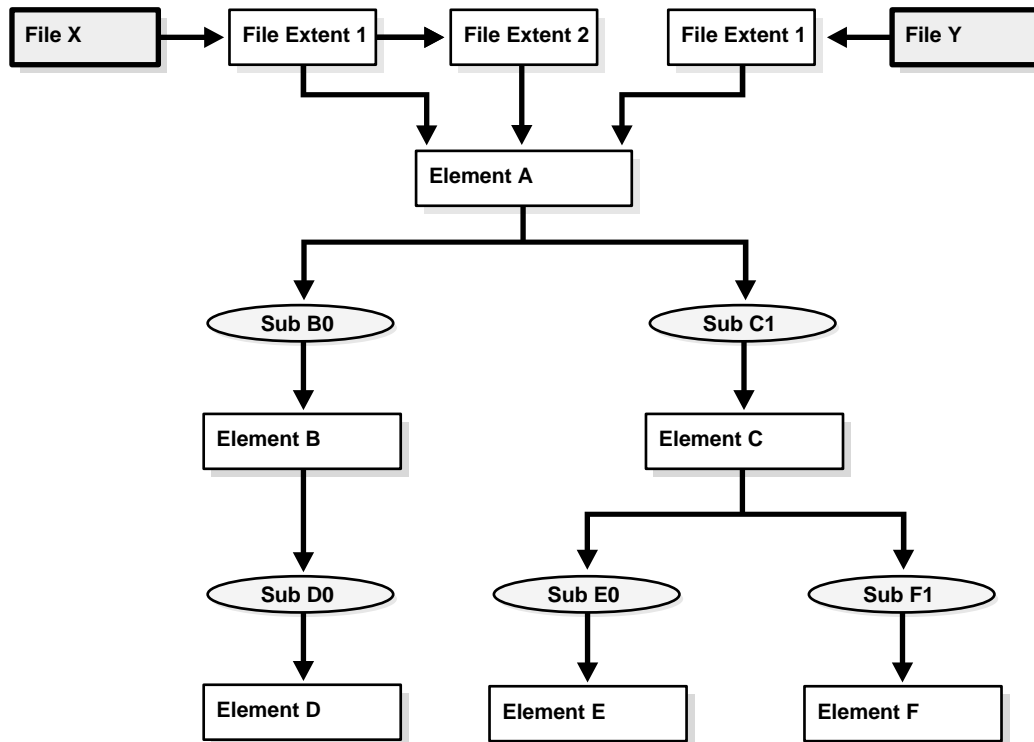 File X
File Extent 1
File Extent 2
File Extent 1
File Y
Element A
Sub B0
Sub C1
Element B
Element C
Sub D0
Sub E0
Sub F1
Element D
Element E
Element F